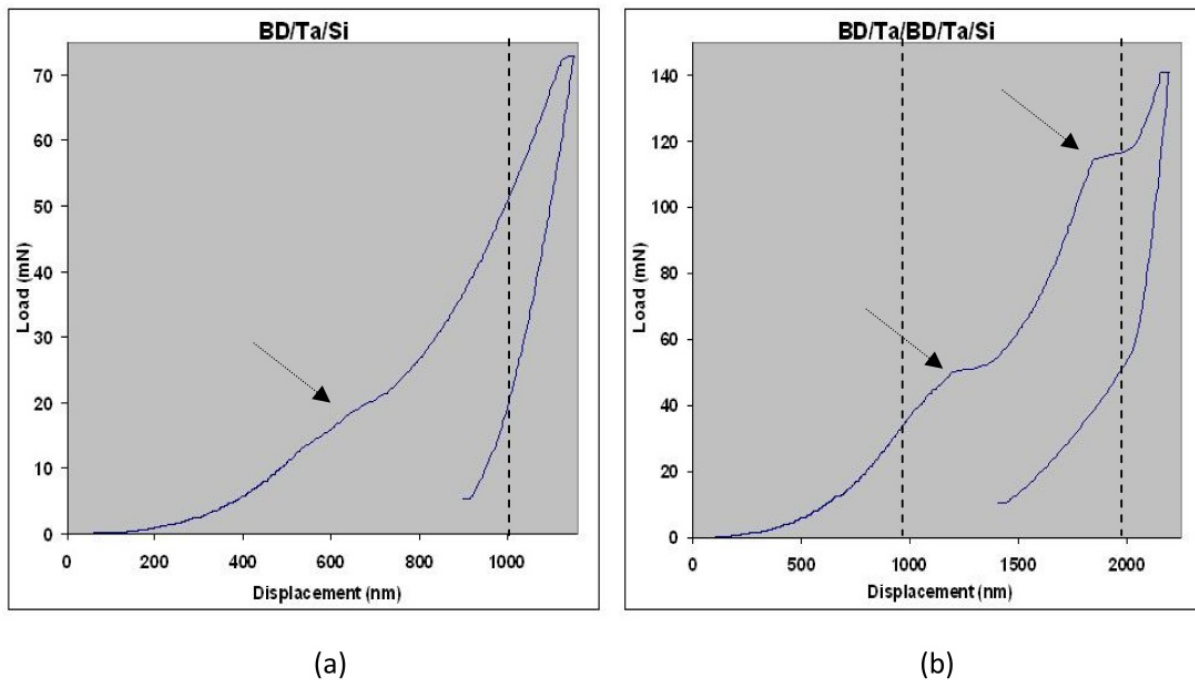 BD/Ta/Si
70
60
50
40
30
20
10
0
Load (mN)
0 200 400 600 800 1000
Displacement (nm)
(a)
BD/Ta/BD/Ta/Si
140
120
100
80
60
40
20
0
Load (mN)
0 500 1000 1500 2000
Displacement (nm)
(b)